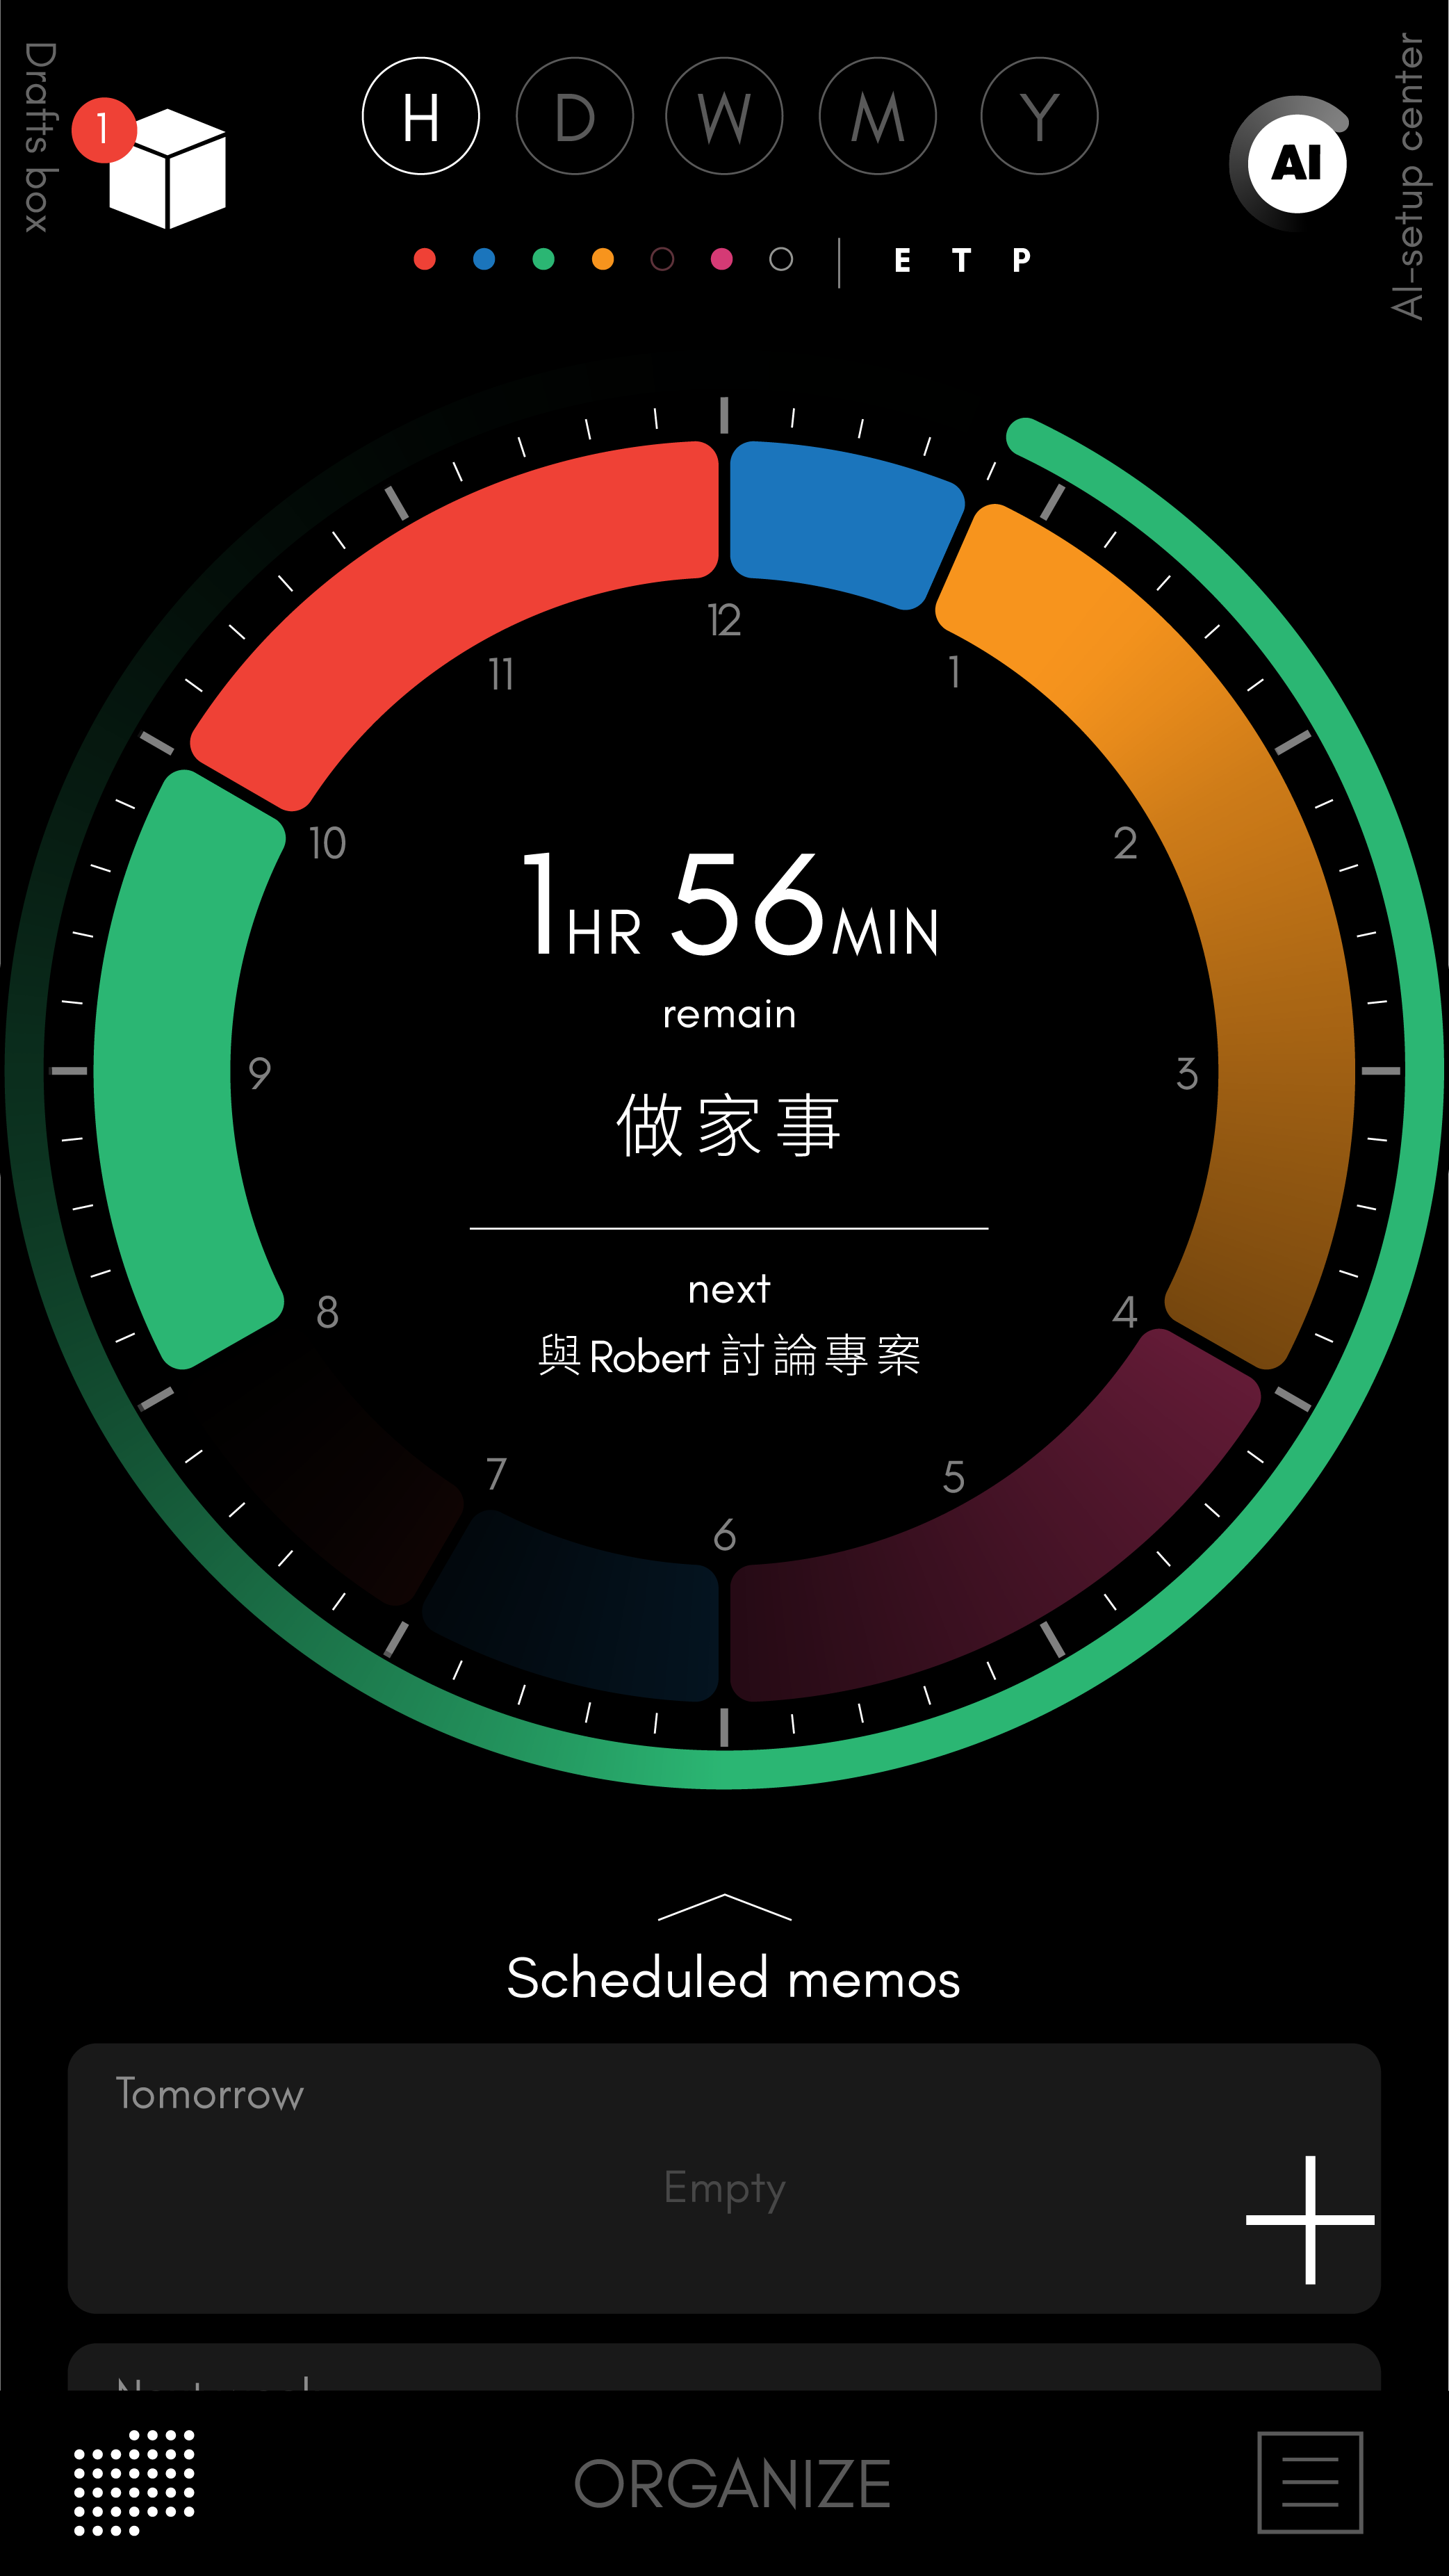 Drafts box
1
H D W M Y
AI
AI-setup center
E T P
12
11
1
10
2
9
3
8
4
7
5
6
1HR 56MIN
remain
做家事
next
與Robert 討論專案
Scheduled memos
Tomorrow
Empty
ORGANIZE